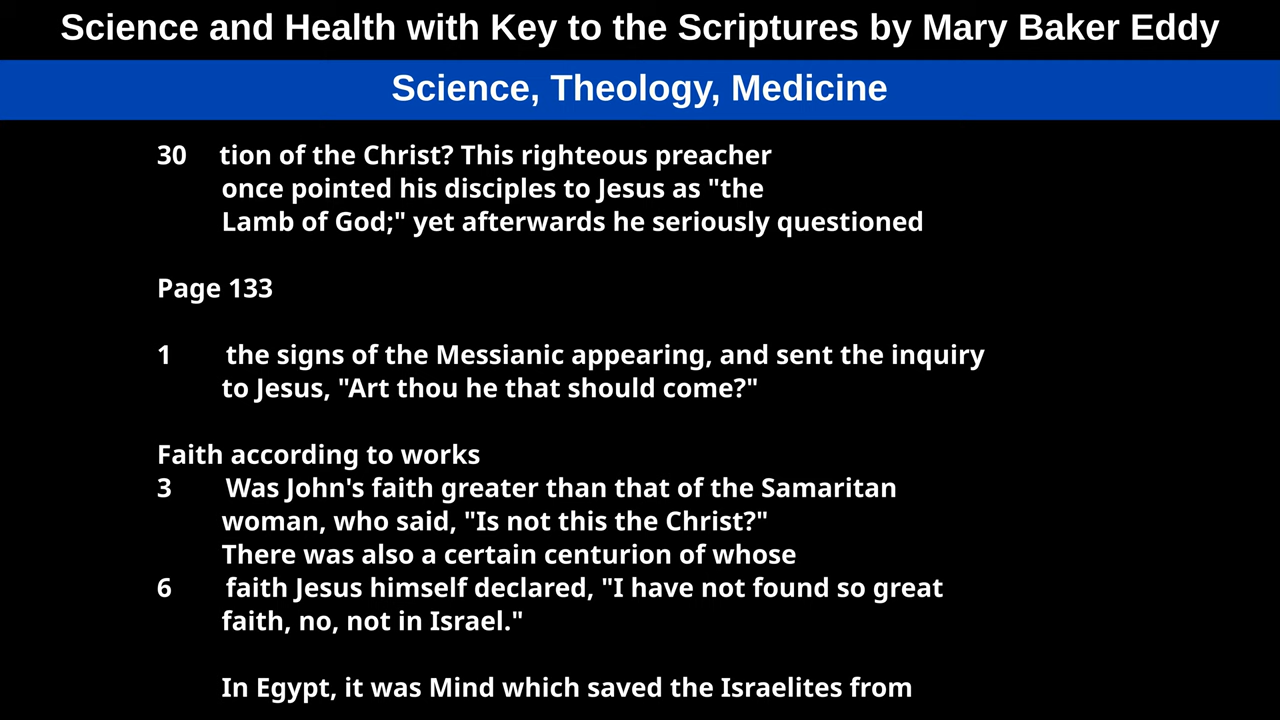 Science and Health with Key to the Scriptures by Mary Baker Eddy
Science, Theology, Medicine
30 tion of the Christ? This righteous preacher
once pointed his disciples to Jesus as "the
Lamb of God;" yet afterwards he seriously questioned
Page 133
1 the signs of the Messianic appearing, and sent the inquiry
to Jesus, "Art thou he that should come?"
Faith according to works
3 Was John's faith greater than that of the Samaritan
woman, who said, "Is not this the Christ?"
There was also a certain centurion of whose
6 faith Jesus himself declared, "I have not found so great
faith, no, not in Israel."
In Egypt, it was Mind which saved the Israelites from